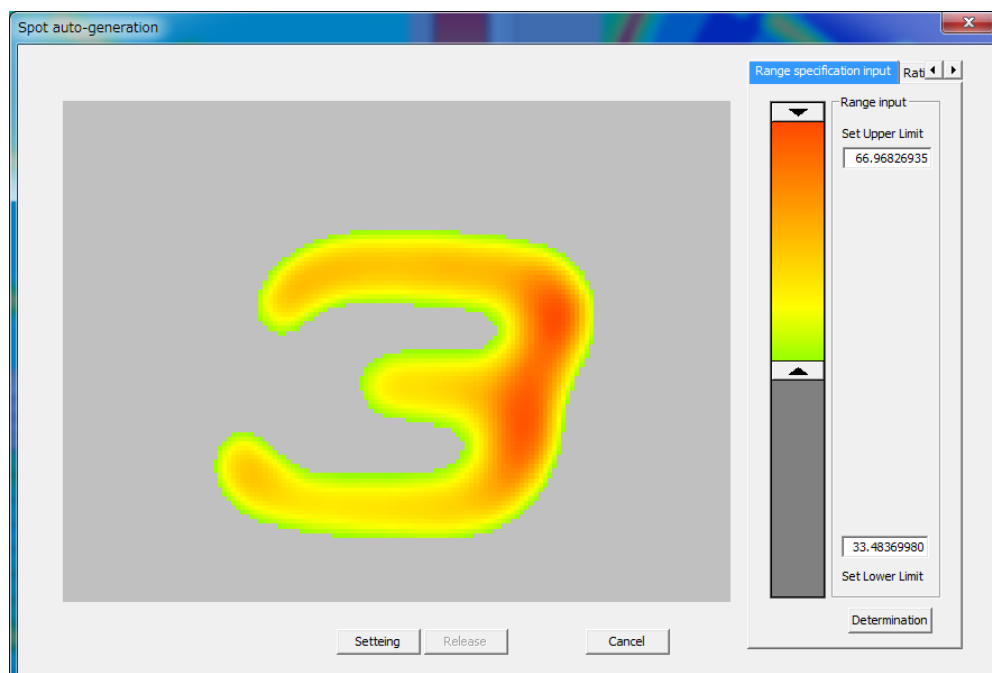 Spot auto-generation
Range specification input Rati
Range input
Set Upper Limit
66.96826935
3
33.48369980
Set Lower Limit
Determination
Setteing Release Cancel